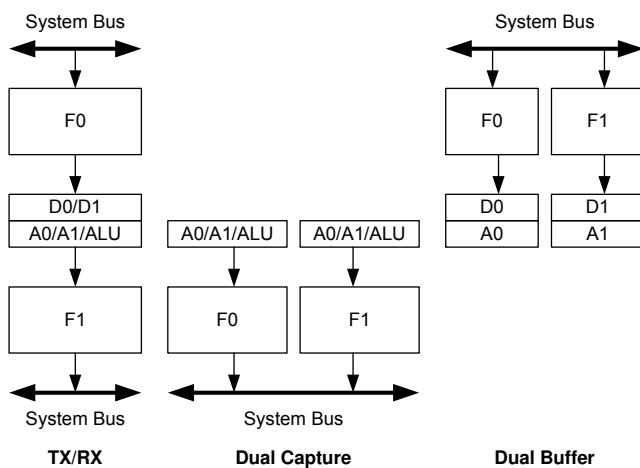 System Bus
System Bus
F0
F0
F1
D0/D1
A0/A1/ALU
A0/A1/ALU
A0/A1/ALU
D0
D1
A0
A1
F1
F0
F1
System Bus
System Bus
TX/RX
Dual Capture
Dual Buffer